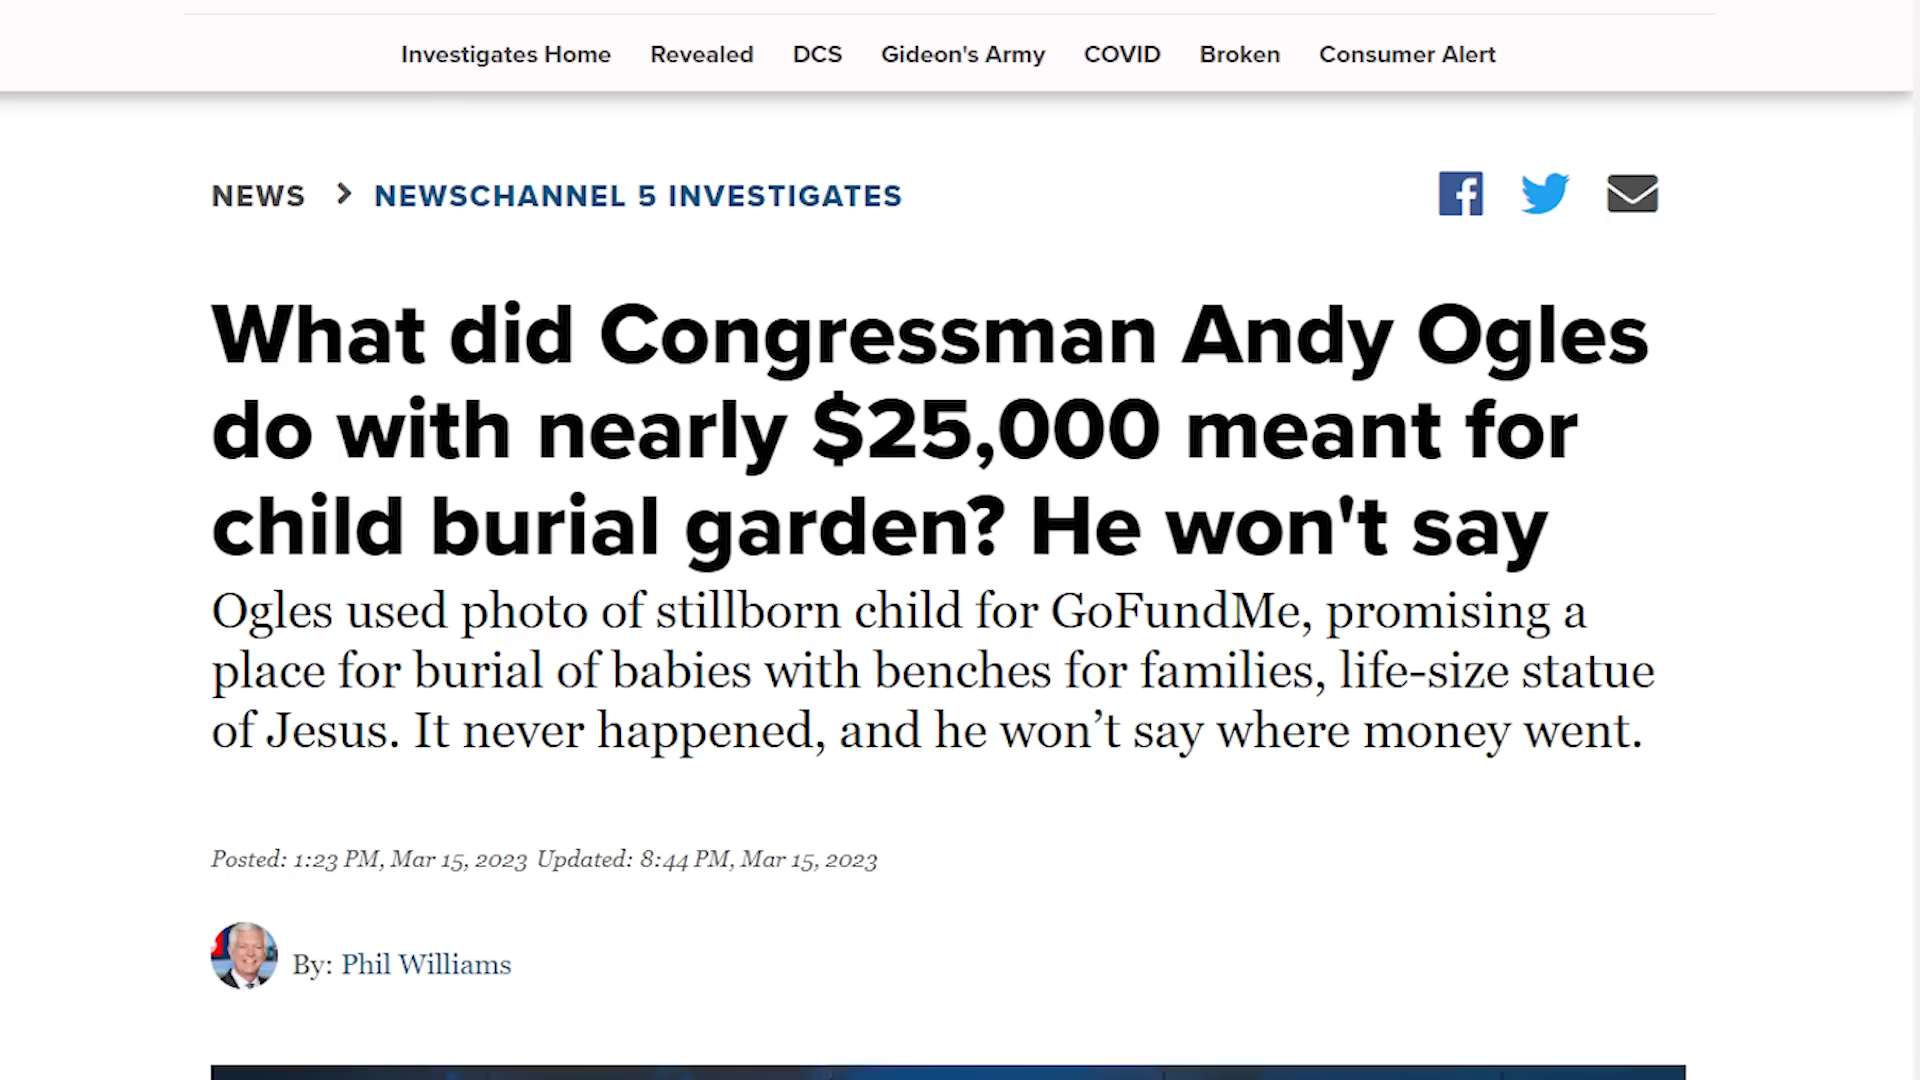 Investigates Home Revealed DCS Gideon's Army COVID Broken Consumer Alert
NEWS > NEWSCHANNEL 5 INVESTIGATES
What did Congressman Andy Ogles
do with nearly $25,000 meant for
child burial garden? He won't say
Ogles used photo of stillborn child for GoFundMe, promising a
place for burial of babies with benches for families, life-size statue
of Jesus. It never happened, and he won’t say where money went.
Posted: 1:23 PM, Mar 15, 2023 Updated: 8:44 PM, Mar 15, 2023
By: Phil Williams